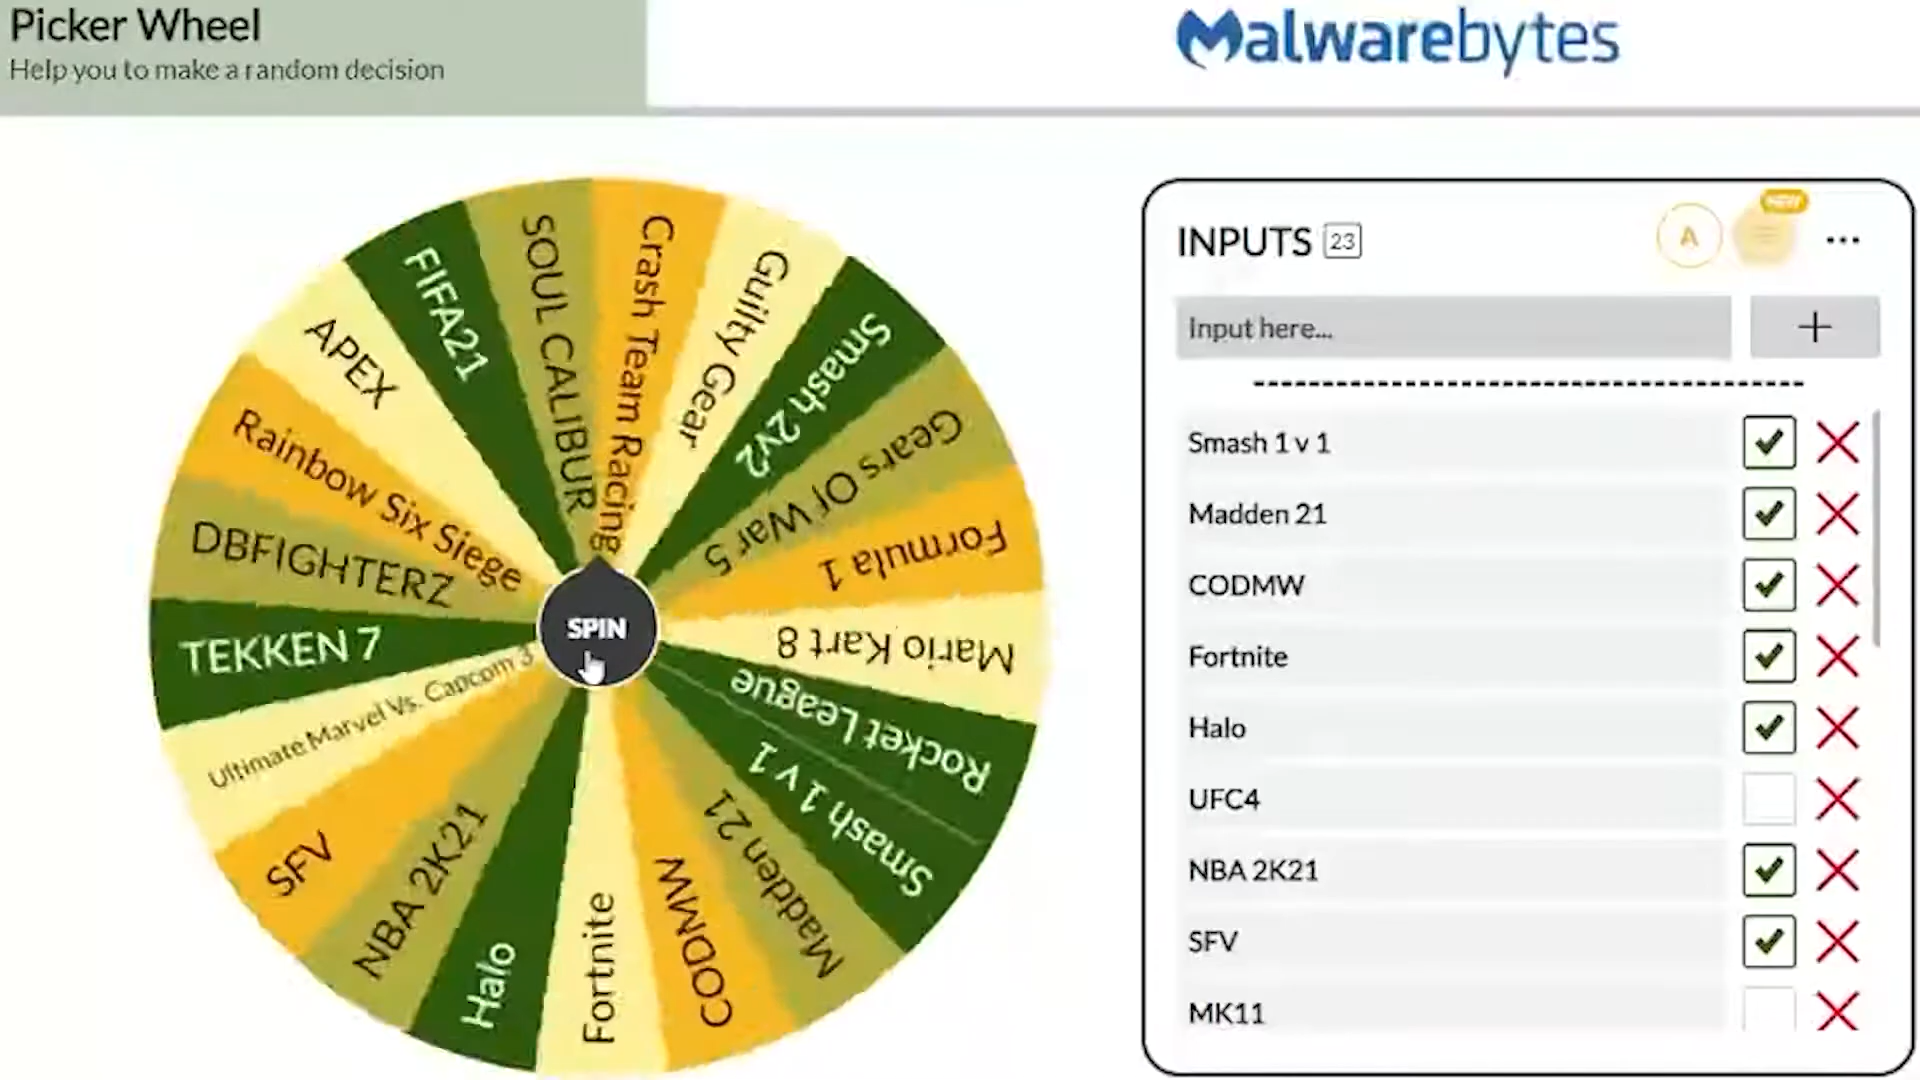 Picker Wheel
Help you to make a random decision
Malwarebytes
SOUL CALIBUR
Crash Team Racing
Guilty Gear
Smash 2v2
Gears Of War 5
Formula 1
Mario Kart 8
Rocket League
Smash 1 v 1
Madden 21
CODMW
Fortnite
Halo
NBA 2K21
SFV
Ultimate Marvel Vs. Capcom 3
TEKKEN 7
DBFIGHTERZ
Rainbow Six Siege
APEX
FIFA21
SPIN
INPUTS 23
A
NEW
...
Input here...
+
Smash 1 v 1
Madden 21
CODMW
Fortnite
Halo
UFC4
NBA 2K21
SFV
MK11